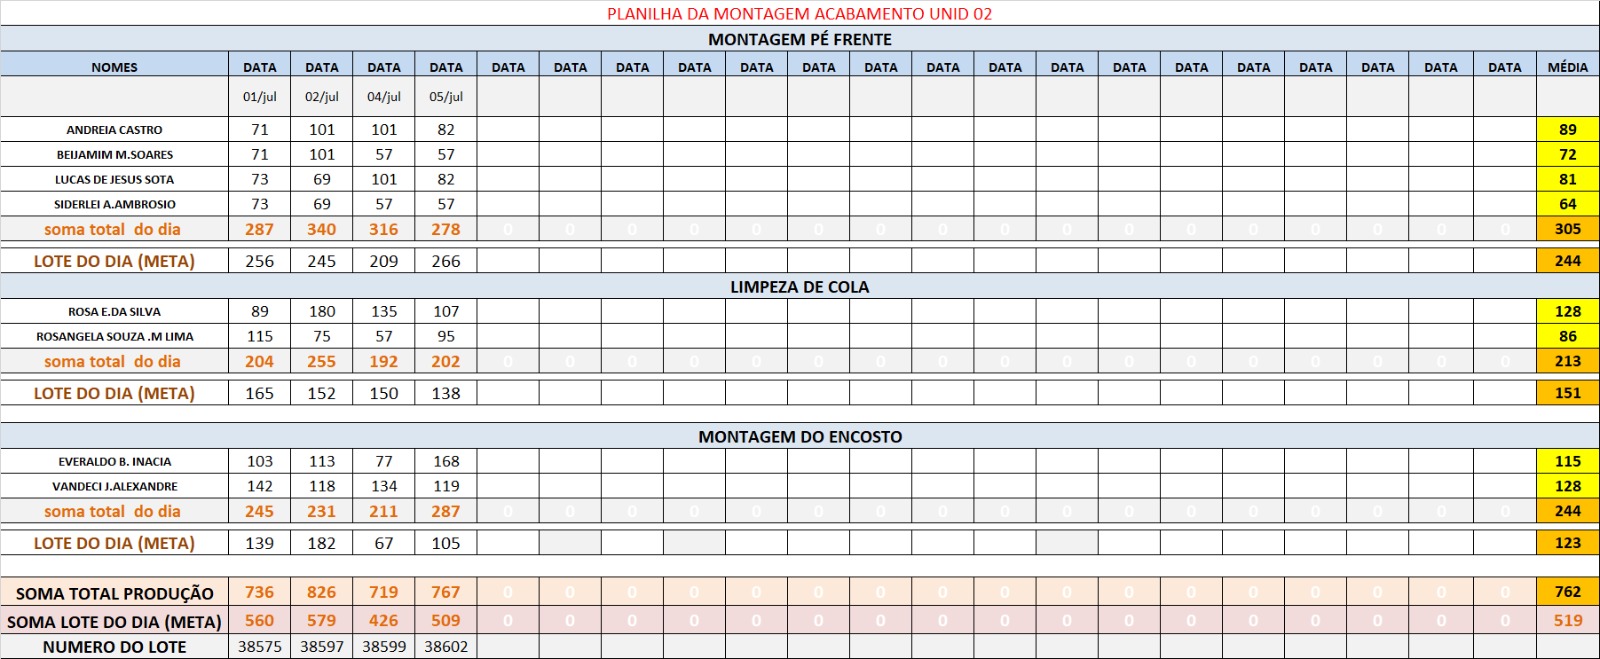 PLANILHA DA MONTAGEM ACABAMENTO UNID 02
MONTAGEM PÉ FRENTE
NOMES DATA DATA DATA DATA DATA DATA DATA DATA DATA DATA DATA DATA DATA DATA DATA DATA DATA DATA DATA DATA DATA MÉDIA
01/jul 02/jul 04/jul 05/jul
ANDREIA CASTRO 71 101 101 82 89
BEIJAMIM M.SOARES 71 101 57 57 72
LUCAS DE JESUS SOTA 73 69 101 82 81
SIDERLEI A.AMBROSIO 73 69 57 57 64
soma total do dia 287 340 316 278 0 0 0 0 0 0 0 0 0 0 0 0 0 0 0 0 0 305
LOTE DO DIA (META) 256 245 209 266 244
LIMPEZA DE COLA
ROSA E.DA SILVA 89 180 135 107 128
ROSANGELA SOUZA .M LIMA 115 75 57 95 86
soma total do dia 204 255 192 202 0 0 0 0 0 0 0 0 0 0 0 0 0 0 0 0 0 213
LOTE DO DIA (META) 165 152 150 138 151
MONTAGEM DO ENCOSTO
EVERALDO B. INACIA 103 113 77 168 115
VANDECI J.ALEXANDRE 142 118 134 119 128
soma total do dia 245 231 211 287 0 0 0 0 0 0 0 0 0 0 0 0 0 0 0 0 0 244
LOTE DO DIA (META) 139 182 67 105 123
SOMA TOTAL PRODUÇÃO 736 826 719 767 0 0 0 0 0 0 0 0 0 0 0 0 0 0 0 0 0 762
SOMA LOTE DO DIA (META) 560 579 426 509 0 0 0 0 0 0 0 0 0 0 0 0 0 0 0 0 0 519
NUMERO DO LOTE 38575 38597 38599 38602